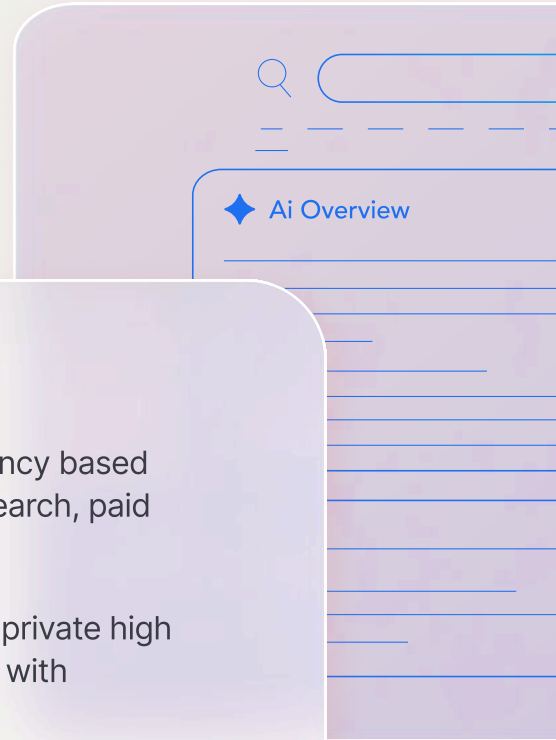 Ai Overview
ncy based
earch, paid
private high
with